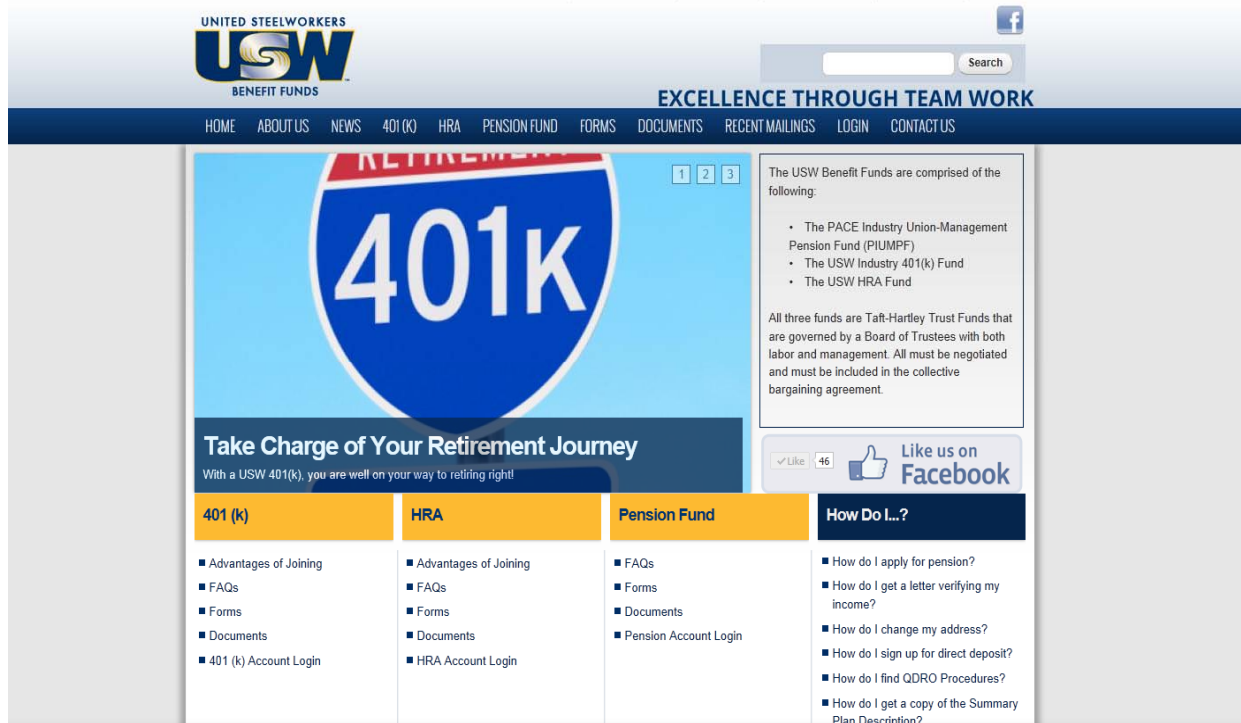 UNITED STEELWORKERS
USW
BENEFIT FUNDS
Search
EXCELLENCE THROUGH TEAM WORK
HOME ABOUT US NEWS 401(K) HRA PENSION FUND FORMS DOCUMENTS RECENT MAILINGS LOGIN CONTACT US
RETIREMENT
401K
1 2 3
Take Charge of Your Retirement Journey
With a USW 401(k), you are well on your way to retiring right!
The USW Benefit Funds are comprised of the
following:
• The PACE Industry Union-Management
Pension Fund (PIUMPF)
• The USW Industry 401(k) Fund
• The USW HRA Fund
All three funds are Taft-Hartley Trust Funds that
are governed by a Board of Trustees with both
labor and management. All must be negotiated
and must be included in the collective
bargaining agreement.
Like 46
Like us on
Facebook
401 (k)
Advantages of Joining
FAQs
Forms
Documents
401 (k) Account Login
HRA
Advantages of Joining
FAQs
Forms
Documents
HRA Account Login
Pension Fund
FAQs
Forms
Documents
Pension Account Login
How Do I...?
How do I apply for pension?
How do I get a letter verifying my
income?
How do I change my address?
How do I sign up for direct deposit?
How do I find QDRO Procedures?
How do I get a copy of the Summary
Plan Description?